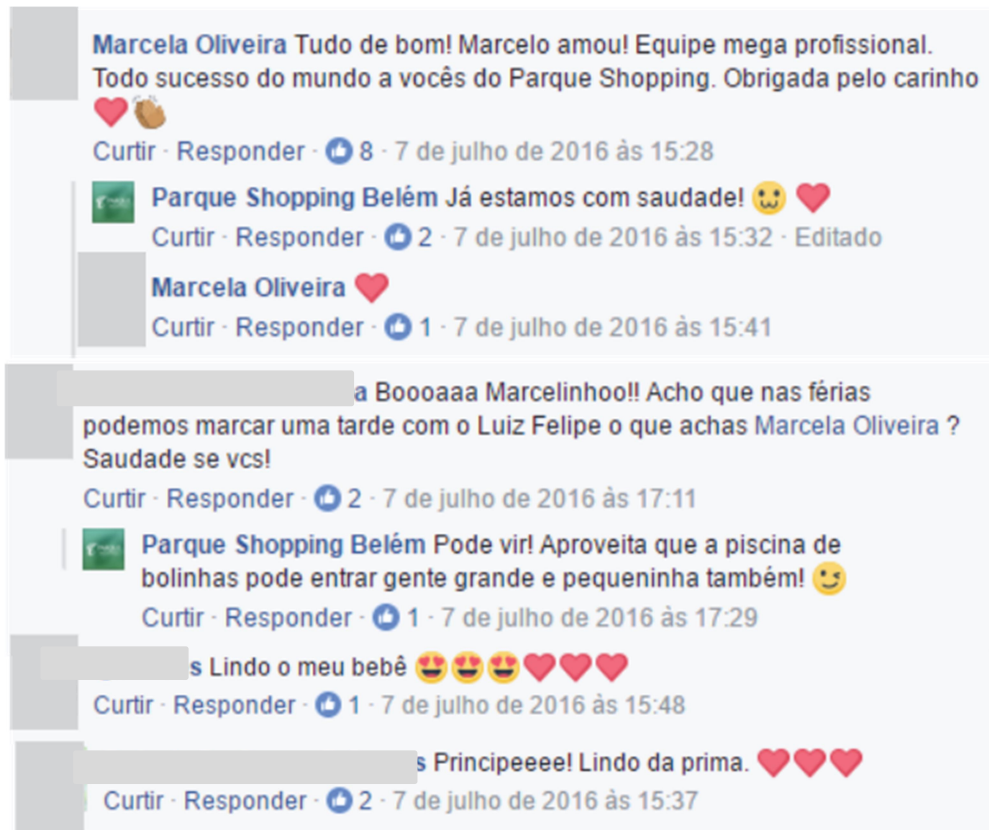 Marcela Oliveira Tudo de bom! Marcelo amou! Equipe mega profissional.
Todo sucesso do mundo a vocês do Parque Shopping. Obrigada pelo carinho
❤️👏🏽
Curtir · Responder · 8 · 7 de julho de 2016 às 15:28
Parque Shopping Belém Já estamos com saudade! 🙂 ❤️
Curtir · Responder · 2 · 7 de julho de 2016 às 15:32 · Editado
Marcela Oliveira ❤️
Curtir · Responder · 1 · 7 de julho de 2016 às 15:41
a Boooaaa Marcelinhoo!! Acho que nas férias
podemos marcar uma tarde com o Luiz Felipe o que achas Marcela Oliveira ?
Saudade se vcs!
Curtir · Responder · 2 · 7 de julho de 2016 às 17:11
Parque Shopping Belém Pode vir! Aproveita que a piscina de
bolinhas pode entrar gente grande e pequeninha também! 😉
Curtir · Responder · 1 · 7 de julho de 2016 às 17:29
s Lindo o meu bebê 😍😍😍❤️❤️❤️
Curtir · Responder · 1 · 7 de julho de 2016 às 15:48
s Principeeee! Lindo da prima. ❤️❤️❤️
Curtir · Responder · 2 · 7 de julho de 2016 às 15:37